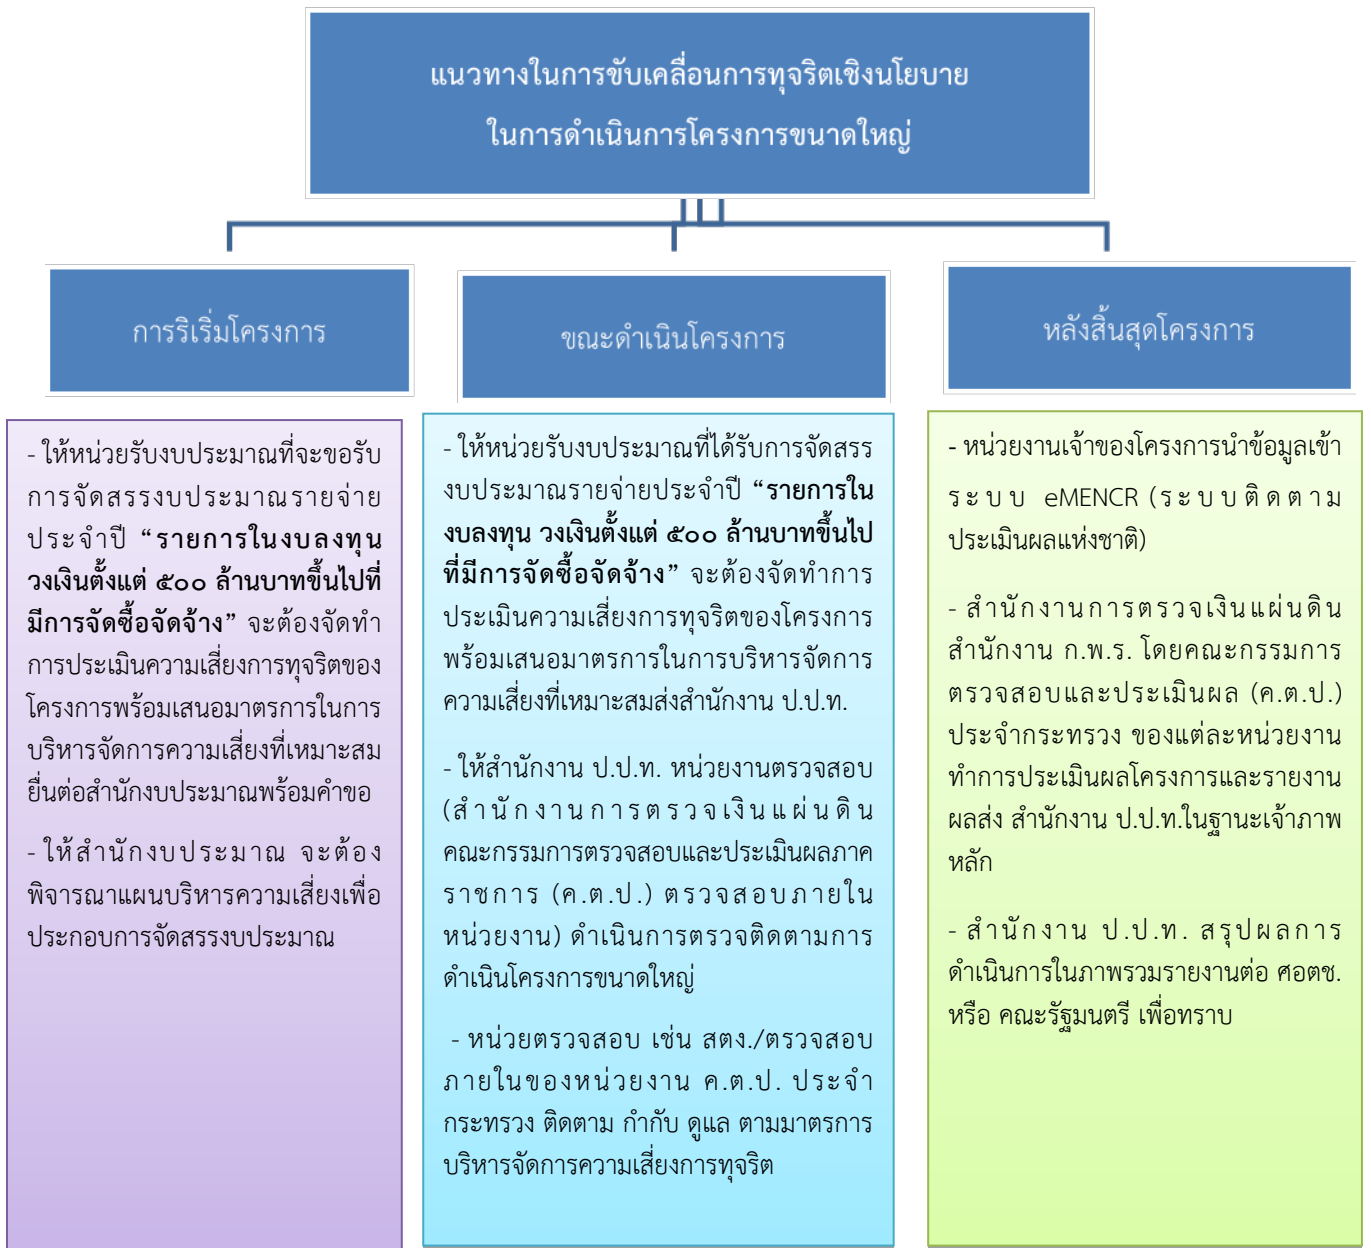 แนวทางในการขับเคลื่อนการทุจริตเชิงนโยบาย
ในการดำเนินการโครงการขนาดใหญ่
การริเริ่มโครงการ
- ให้หน่วยรับงบประมาณที่จะขอรับ
การจัดสรรงบประมาณรายจ่าย
ประจำปี “รายการในงบลงทุน
วงเงินตั้งแต่ ๕๐๐ ล้านบาทขึ้นไปที่
มีการจัดซื้อจัดจ้าง” จะต้องจัดทำ
การประเมินความเสี่ยงการทุจริตของ
โครงการพร้อมเสนอมาตรการในการ
บริหารจัดการความเสี่ยงที่เหมาะสม
ยื่นต่อสำนักงบประมาณพร้อมคำขอ
- ให้สำนักงบประมาณ จะต้อง
พิจารณาแผนบริหารความเสี่ยงเพื่อ
ประกอบการจัดสรรงบประมาณ
ขณะดำเนินโครงการ
- ให้หน่วยรับงบประมาณที่ได้รับการจัดสรร
งบประมาณรายจ่ายประจำปี “รายการใน
งบลงทุน วงเงินตั้งแต่ ๕๐๐ ล้านบาทขึ้นไป
ที่มีการจัดซื้อจัดจ้าง” จะต้องจัดทำการ
ประเมินความเสี่ยงการทุจริตของโครงการ
พร้อมเสนอมาตรการในการบริหารจัดการ
ความเสี่ยงที่เหมาะสมส่งสำนักงาน ป.ป.ท.
- ให้สำนักงาน ป.ป.ท. หน่วยงานตรวจสอบ
(สำนักงานการตรวจเงินแผ่นดิน
คณะกรรมการตรวจสอบและประเมินผลภาค
ราชการ (ค.ต.ป.) ตรวจสอบภายใน
หน่วยงาน) ดำเนินการตรวจติดตามการ
ดำเนินโครงการขนาดใหญ่
- หน่วยตรวจสอบ เช่น สตง./ตรวจสอบ
ภายในของหน่วยงาน ค.ต.ป. ประจำ
กระทรวง ติดตาม กำกับ ดูแล ตามมาตรการ
บริหารจัดการความเสี่ยงการทุจริต
หลังสิ้นสุดโครงการ
- หน่วยงานเจ้าของโครงการนำข้อมูลเข้า
ระบบ eMENCR (ระบบติดตาม
ประเมินผลแห่งชาติ)
- สำนักงานการตรวจเงินแผ่นดิน
สำนักงาน ก.พ.ร. โดยคณะกรรมการ
ตรวจสอบและประเมินผล (ค.ต.ป.)
ประจำกระทรวง ของแต่ละหน่วยงาน
ทำการประเมินผลโครงการและรายงาน
ผลส่ง สำนักงาน ป.ป.ท.ในฐานะเจ้าภาพ
หลัก
- สำนักงาน ป.ป.ท. สรุปผลการ
ดำเนินการในภาพรวมรายงานต่อ ศอตช.
หรือ คณะรัฐมนตรี เพื่อทราบ